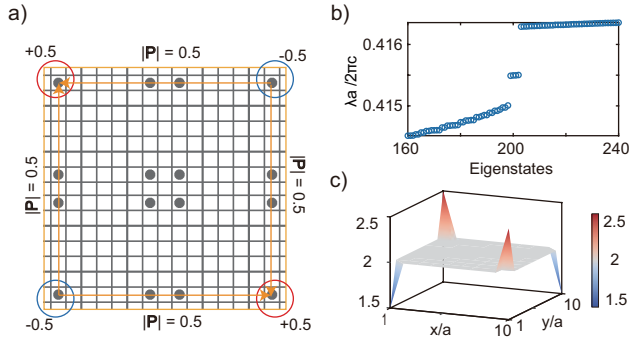 a)
+0.5
|P| = 0.5
-0.5
|P| = 0.5
|P| = 0.5
-0.5
|P| = 0.5
+0.5
b)
λa /2πc
0.416
0.415
160
200
240
Eigenstates
c)
2.5
2
1.5
1
x/a
10
1
y/a
10
2.5
2
1.5